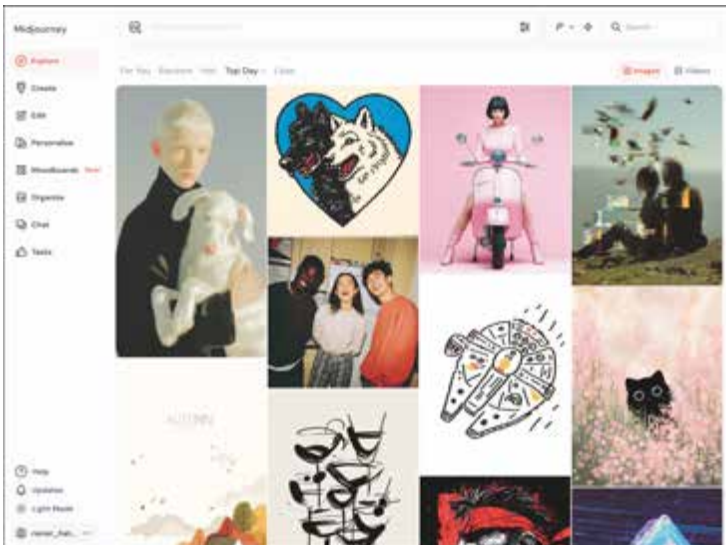 Midjourney
Explore
Create
Edit
Personalize
Moodboards
Organize
Chat
Tasks
Help
Updates
Light Mode
For You Random Hot Top Day Likes
Images Videos
Search
AUTUMN